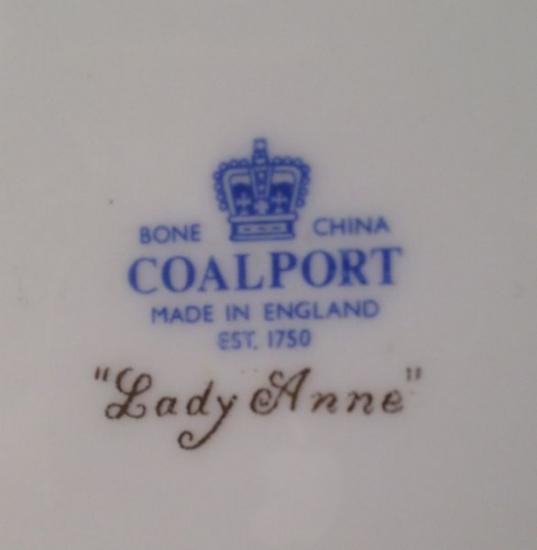 BONE CHINA
COALPORT
MADE IN ENGLAND
EST. 1750
"Lady Anne"